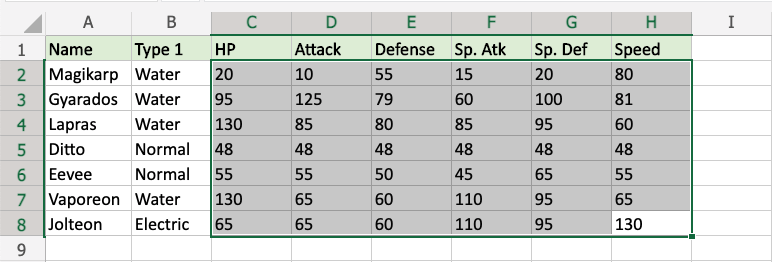 A B C D E F G H I
1 Name Type 1 HP Attack Defense Sp. Atk Sp. Def Speed
2 Magikarp Water 20 10 55 15 20 80
3 Gyarados Water 95 125 79 60 100 81
4 Lapras Water 130 85 80 85 95 60
5 Ditto Normal 48 48 48 48 48 48
6 Eevee Normal 55 55 50 45 65 55
7 Vaporeon Water 130 65 60 110 95 65
8 Jolteon Electric 65 65 60 110 95 130
9